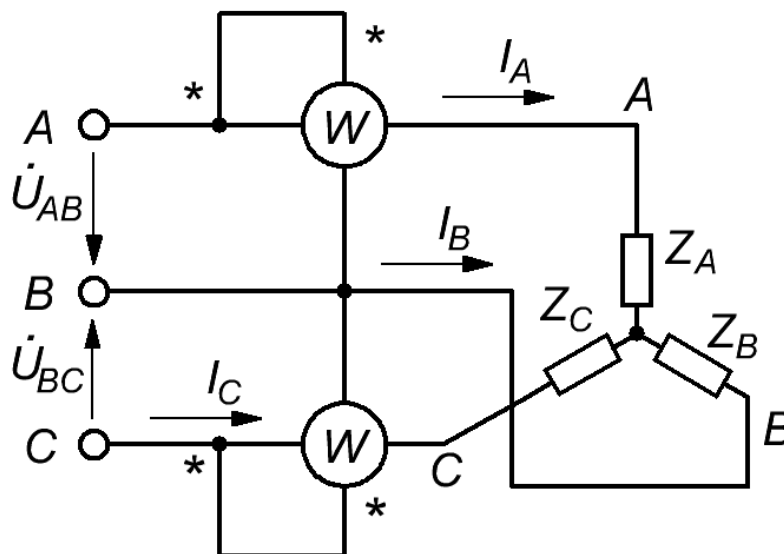 *
* I_A A
A W
U̇_AB
I_B Z_A
B Z_C Z_B
U̇_BC
I_C B
C W C
*
*